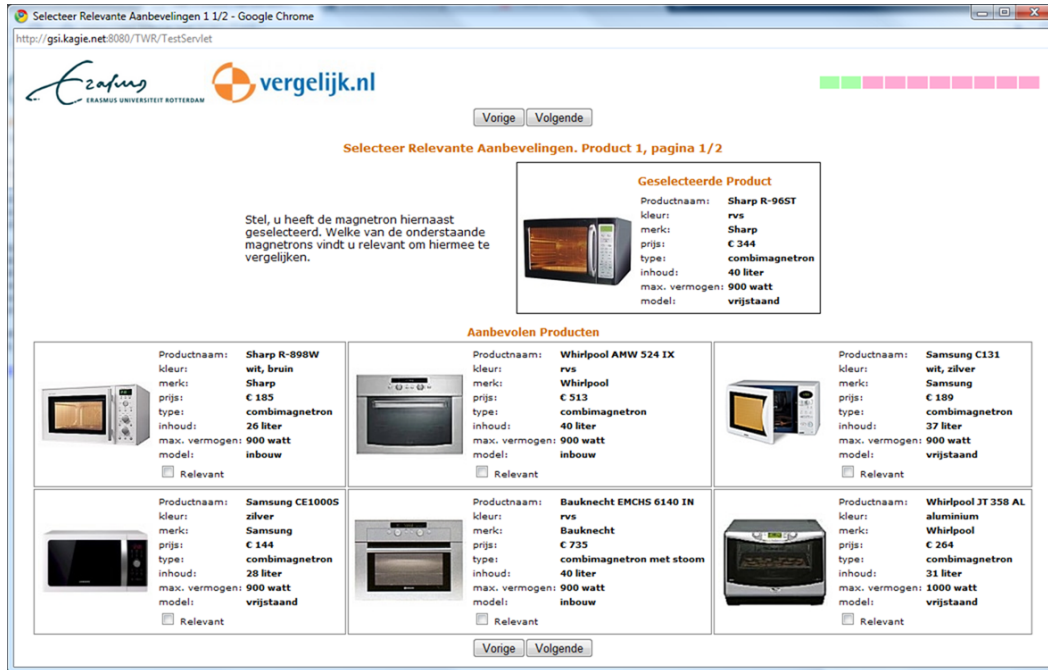 Selecteer Relevante Aanbevelingen 1 1/2 - Google Chrome
http://gsi.kagie.net:8080/TWR/TestServlet
Erasmus
ERASMUS UNIVERSITEIT ROTTERDAM
vergelijk.nl
Vorige Volgende
Selecteer Relevante Aanbevelingen. Product 1, pagina 1/2
Stel, u heeft de magnetron hiernaast
geselecteerd. Welke van de onderstaande
magnetrons vindt u relevant om hiermee te
vergelijken.
Geselecteerde Product
Productnaam: Sharp R-96ST
kleur: rvs
merk: Sharp
prijs: € 344
type: combimagnetron
inhoud: 40 liter
max. vermogen: 900 watt
model: vrijstaand
Aanbevolen Producten
Productnaam: Sharp R-898W
kleur: wit, bruin
merk: Sharp
prijs: € 185
type: combimagnetron
inhoud: 26 liter
max. vermogen: 900 watt
model: inbouw
Relevant
Productnaam: Whirlpool AMW 524 IX
kleur: rvs
merk: Whirlpool
prijs: € 513
type: combimagnetron
inhoud: 40 liter
max. vermogen: 900 watt
model: inbouw
Relevant
Productnaam: Samsung C131
kleur: wit, zilver
merk: Samsung
prijs: € 189
type: combimagnetron
inhoud: 37 liter
max. vermogen: 900 watt
model: vrijstaand
Relevant
Productnaam: Samsung CE1000S
kleur: zilver
merk: Samsung
prijs: € 144
type: combimagnetron
inhoud: 28 liter
max. vermogen: 900 watt
model: vrijstaand
Relevant
Productnaam: Bauknecht EMCHS 6140 IN
kleur: rvs
merk: Bauknecht
prijs: € 735
type: combimagnetron met stoom
inhoud: 40 liter
max. vermogen: 900 watt
model: inbouw
Relevant
Productnaam: Whirlpool JT 358 AL
kleur: aluminium
merk: Whirlpool
prijs: € 264
type: combimagnetron
inhoud: 31 liter
max. vermogen: 1000 watt
model: vrijstaand
Relevant
Vorige Volgende